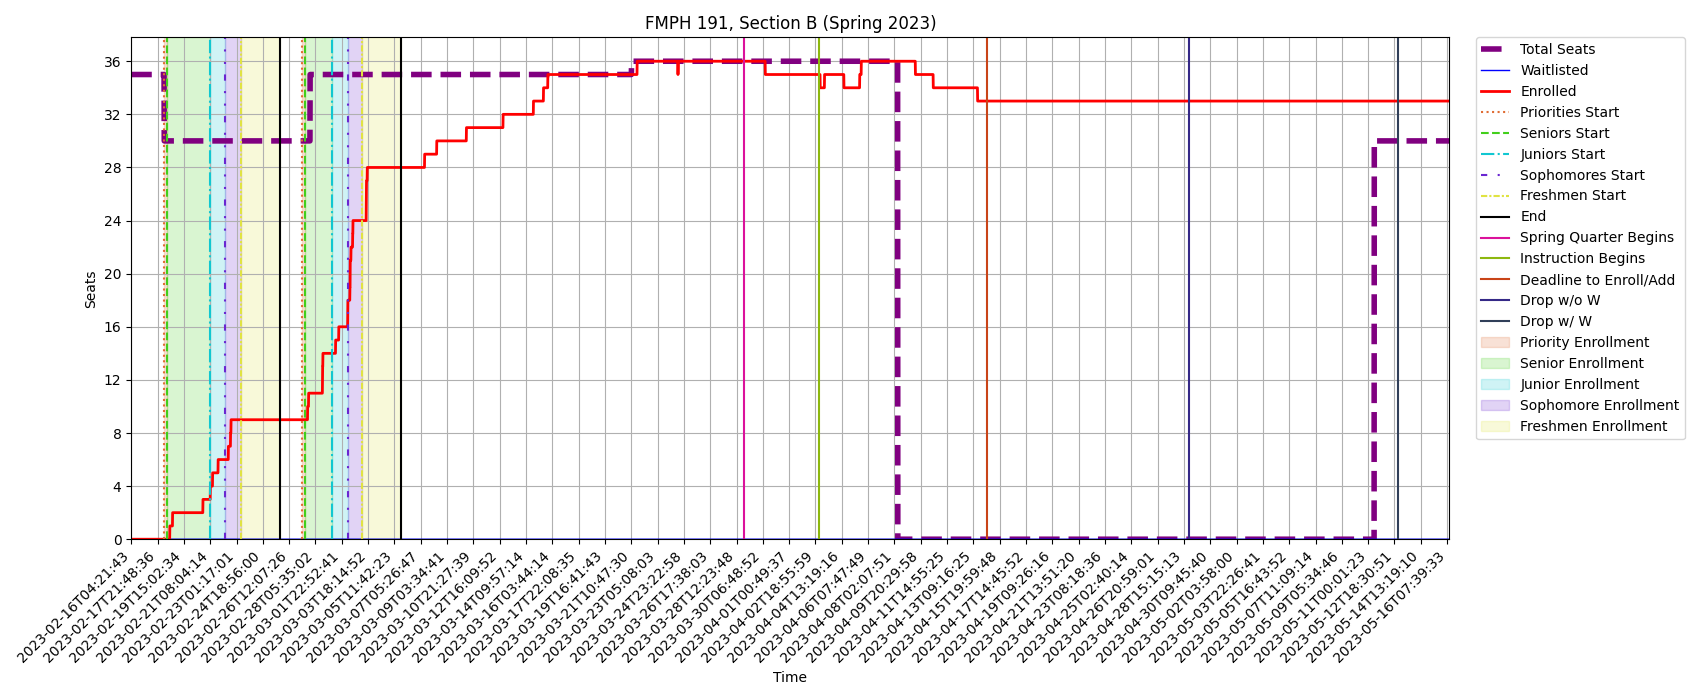 FMPH 191, Section B (Spring 2023)
Seats
36
32
28
24
20
16
12
8
4
0
2023-02-16T04:21:43
2023-02-17T21:48:36
2023-02-19T15:02:34
2023-02-21T08:04:14
2023-02-23T01:17:01
2023-02-24T18:56:00
2023-02-26T12:07:26
2023-02-28T05:35:02
2023-03-01T22:52:41
2023-03-03T18:14:52
2023-03-05T11:42:23
2023-03-07T05:26:47
2023-03-09T03:34:41
2023-03-10T21:27:39
2023-03-12T16:09:52
2023-03-14T09:57:14
2023-03-16T03:44:14
2023-03-17T22:08:35
2023-03-19T16:41:43
2023-03-21T10:47:30
2023-03-23T05:08:03
2023-03-24T23:22:58
2023-03-26T17:38:03
2023-03-28T12:23:48
2023-03-30T06:48:52
2023-04-01T00:49:37
2023-04-02T18:55:59
2023-04-04T13:19:16
2023-04-06T07:47:49
2023-04-08T02:07:51
2023-04-09T20:29:58
2023-04-11T14:55:25
2023-04-13T09:16:25
2023-04-15T19:59:48
2023-04-17T14:45:52
2023-04-19T09:26:16
2023-04-21T13:51:20
2023-04-23T08:18:36
2023-04-25T02:40:14
2023-04-26T20:59:01
2023-04-28T15:15:13
2023-04-30T09:45:40
2023-05-02T03:58:00
2023-05-03T22:26:41
2023-05-05T16:43:52
2023-05-07T11:09:14
2023-05-09T05:34:46
2023-05-11T00:01:23
2023-05-12T18:30:51
2023-05-14T13:19:10
2023-05-16T07:39:33
Time
Total Seats
Waitlisted
Enrolled
Priorities Start
Seniors Start
Juniors Start
Sophomores Start
Freshmen Start
End
Spring Quarter Begins
Instruction Begins
Deadline to Enroll/Add
Drop w/o W
Drop w/ W
Priority Enrollment
Senior Enrollment
Junior Enrollment
Sophomore Enrollment
Freshmen Enrollment